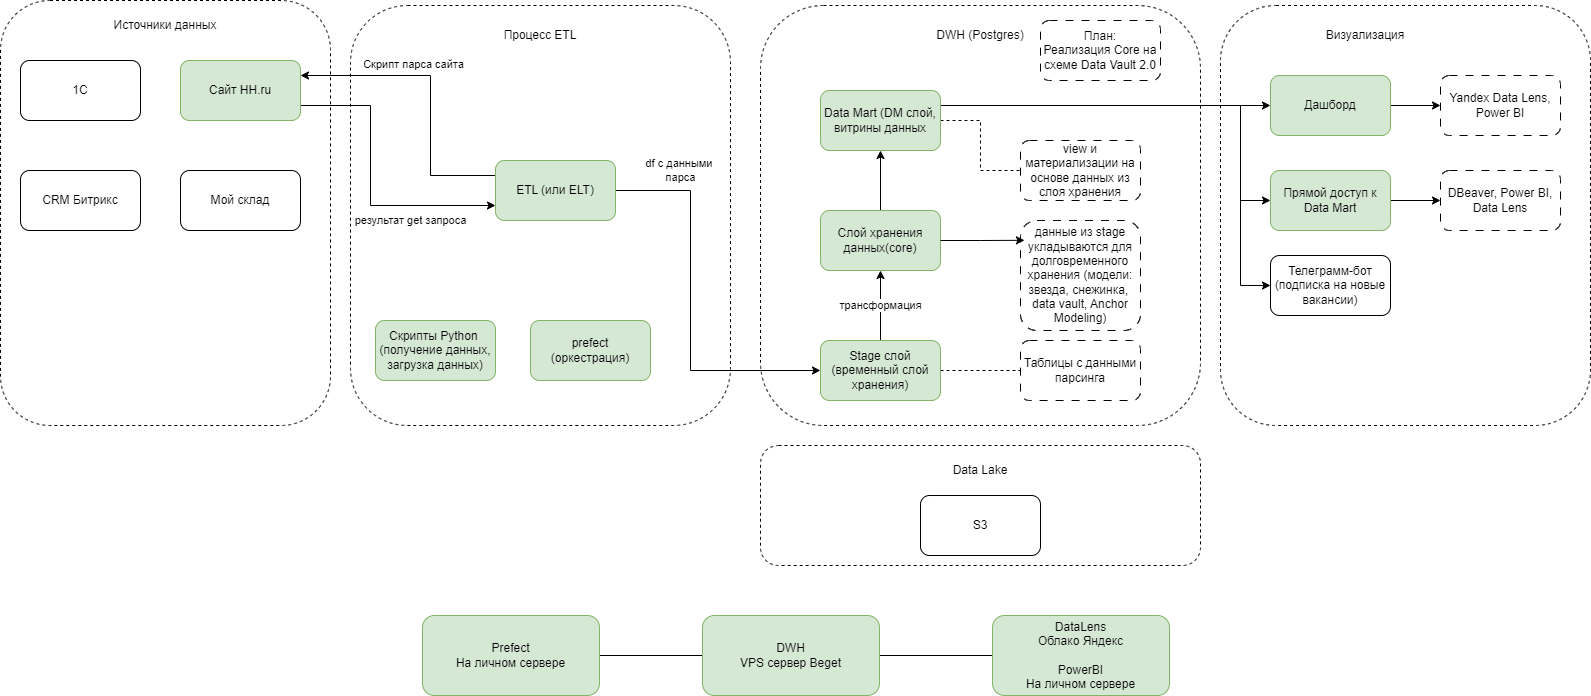 Источники данных
1С
Сайт HH.ru
CRM Битрикс
Мой склад
Процесс ETL
Скрипт парса сайта
ETL (или ELT)
результат get запроса
df с данными
парса
Скрипты Python
(получение данных,
загрузка данных)
prefect
(оркестрация)
DWH (Postgres)
План:
Реализация Core на
схеме Data Vault 2.0
Data Mart (DM слой,
витрины данных
view и
материализации на
основе данных из
слоя хранения
Слой хранения
данных(core)
данные из stage
укладываются для
долговременного
хранения (модели:
звезда, снежинка,
data vault, Anchor
Modeling)
трансформация
Stage слой
(временный слой
хранения)
Таблицы с данными
парсинга
Визуализация
Дашборд
Yandex Data Lens,
Power BI
Прямой доступ к
Data Mart
DBeaver, Power BI,
Data Lens
Телеграмм-бот
(подписка на новые
вакансии)
Data Lake
S3
Prefect
На личном сервере
DWH
VPS сервер Beget
DataLens
Облако Яндекс
PowerBI
На личном сервере